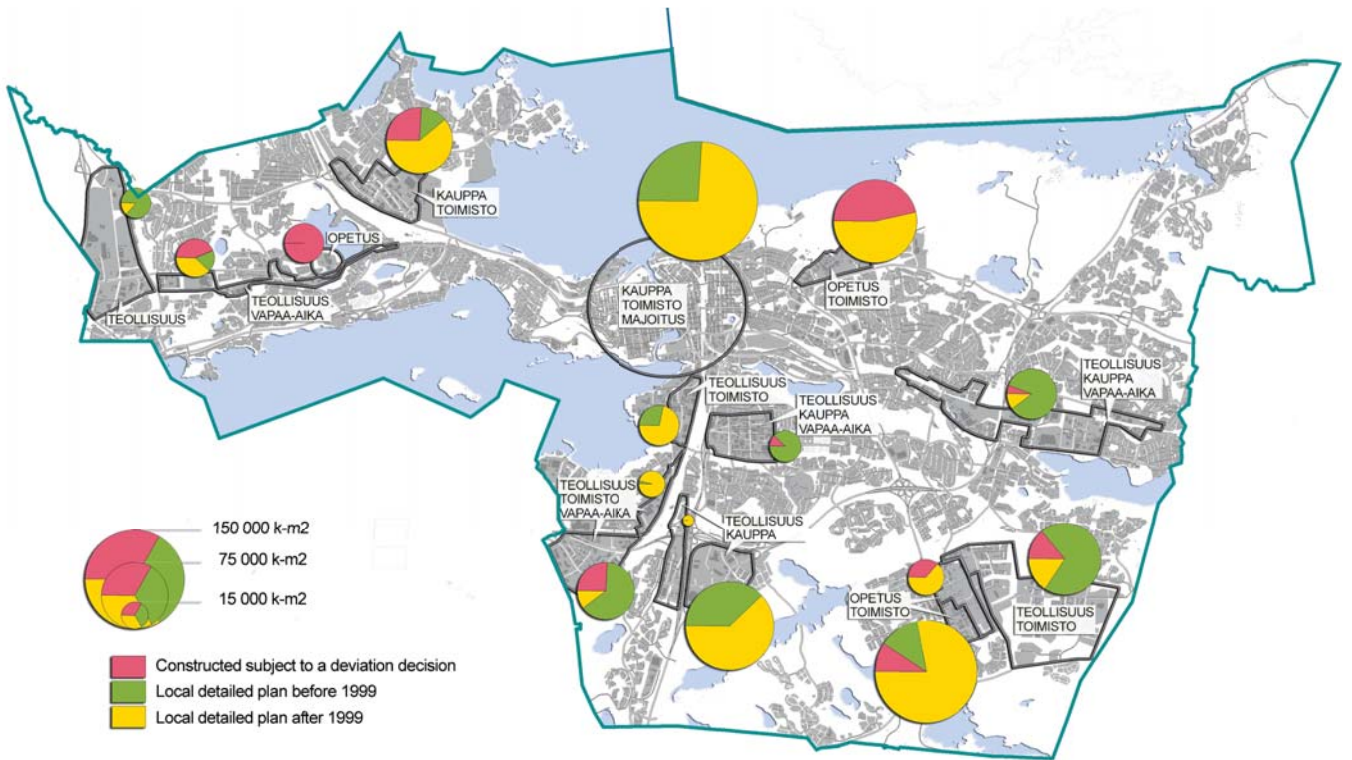 KAUPPA
TOIMISTO
OPETUS
TEOLLISUUS
VAPAA-AIKA
TEOLLISUUS
KAUPPA
TOIMISTO
MAJOITUS
OPETUS
TOIMISTO
TEOLLISUUS
TOIMISTO
TEOLLISUUS
KAUPPA
VAPAA-AIKA
TEOLLISUUS
KAUPPA
VAPAA-AIKA
TEOLLISUUS
TOIMISTO
VAPAA-AIKA
TEOLLISUUS
KAUPPA
OPETUS
TOIMISTO
TEOLLISUUS
TOIMISTO
150 000 k-m2
75 000 k-m2
15 000 k-m2
Constructed subject to a deviation decision
Local detailed plan before 1999
Local detailed plan after 1999